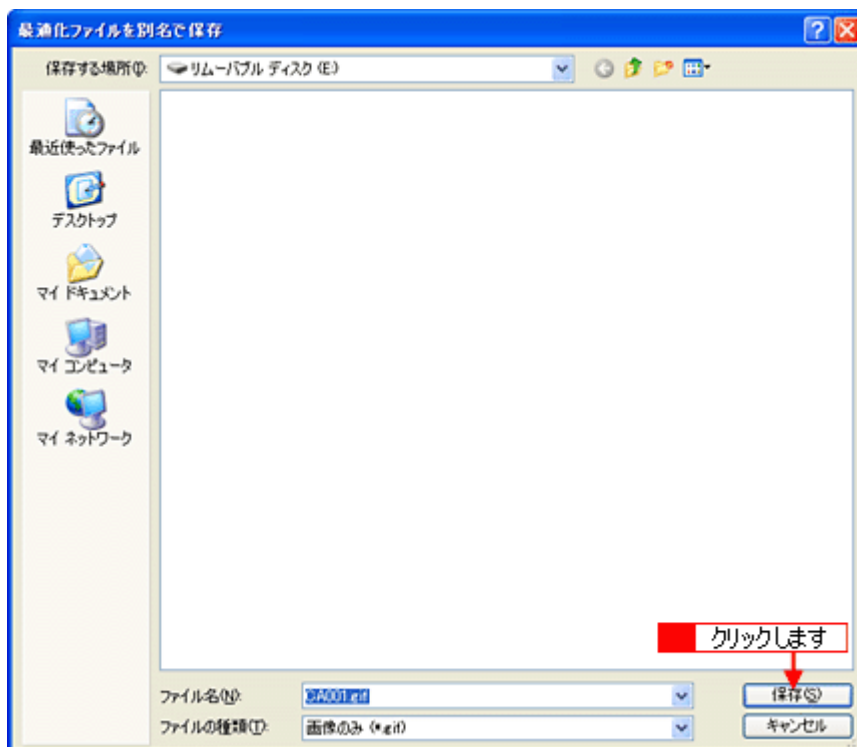 最適化ファイルを別名で保存
保存する場所(I): リムーバブル ディスク (E:)
最近使ったファイル
デスクトップ
マイ ドキュメント
マイ コンピュータ
マイ ネットワーク
クリックします
ファイル名(N): CA001.gif 保存(S)
ファイルの種類(T): 画像のみ (*.gif) キャンセル